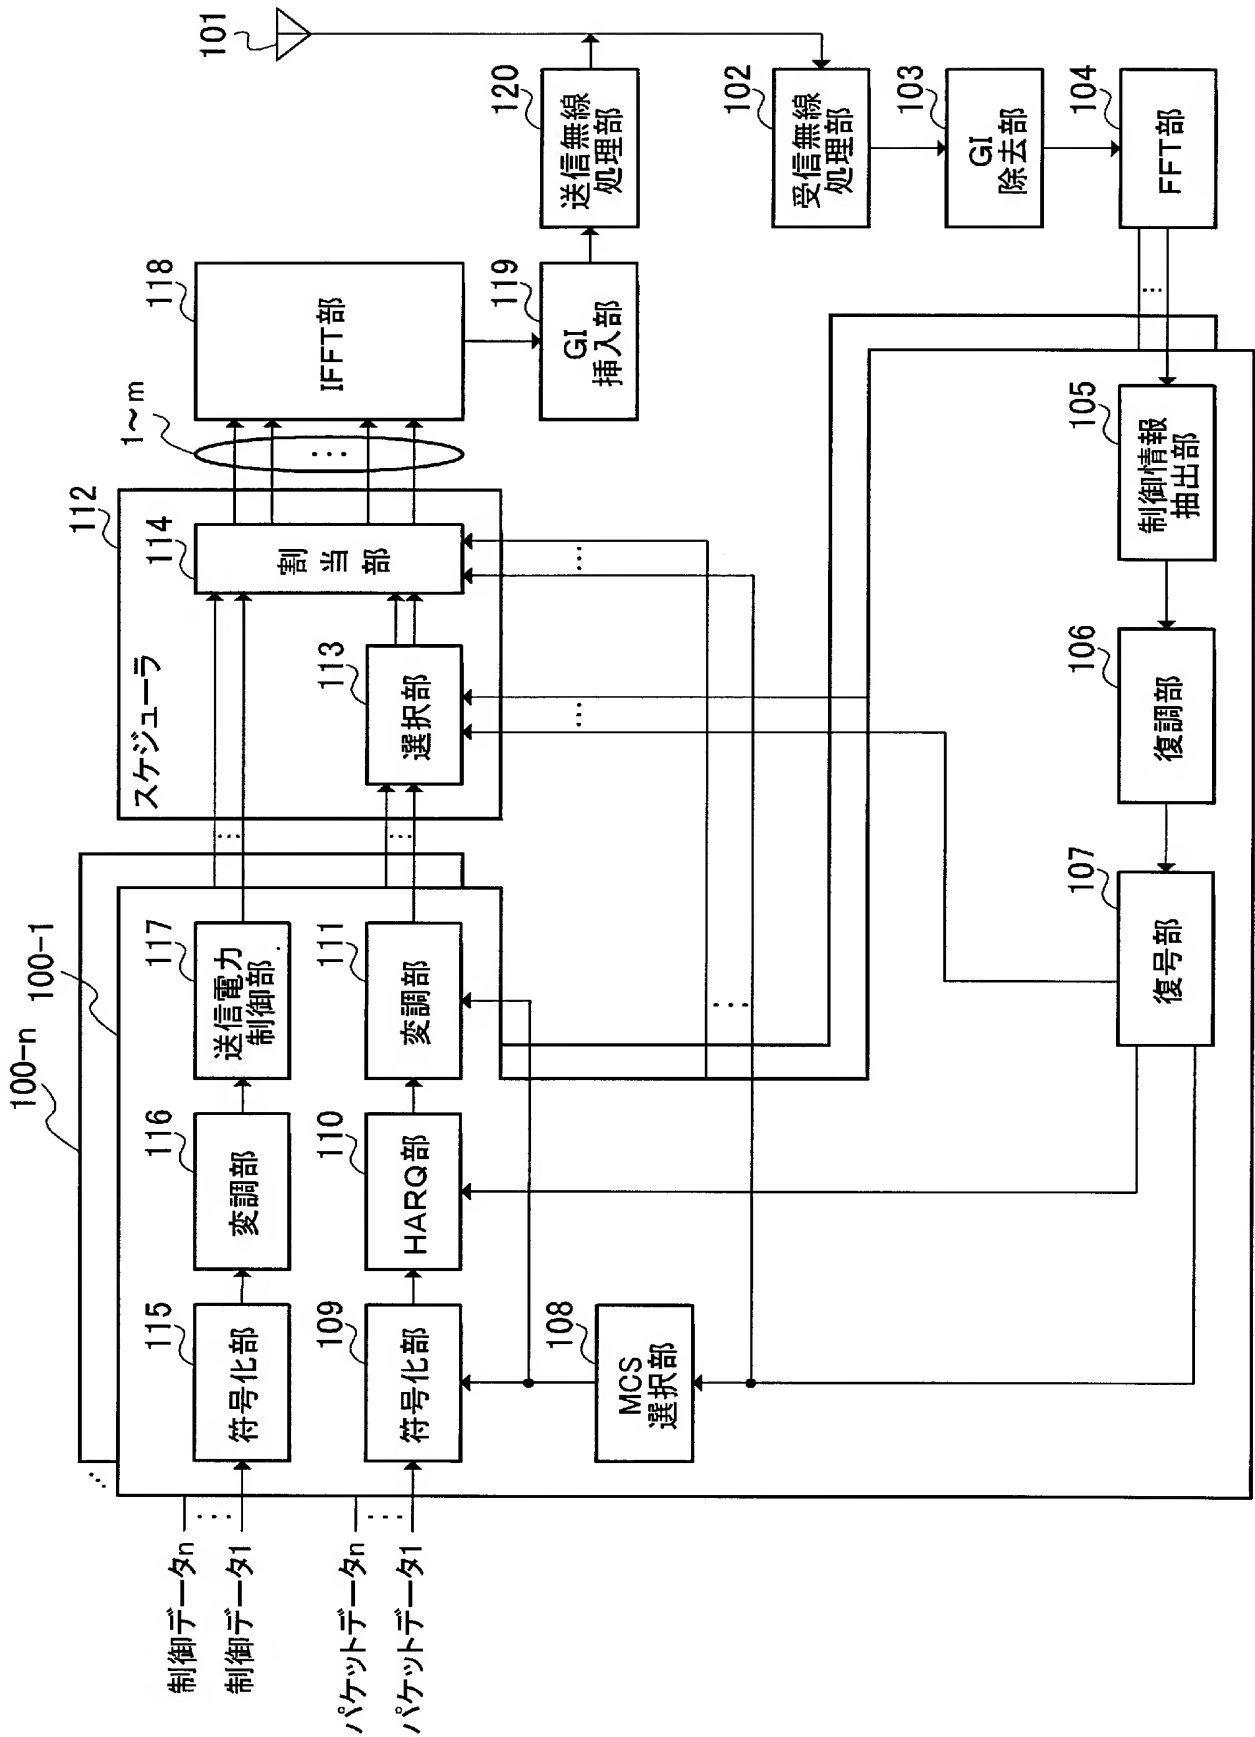 100-n
100-1
制御データn
制御データ1
パケットデータn
パケットデータ1
115
符号化部
116
変調部
117
送信電力
制御部
109
符号化部
110
HARQ部
111
変調部
108
MCS
選択部
112
スケジューラ
113
選択部
114
割当部
1~m
118
IFFT部
119
GI
挿入部
120
送信無線
処理部
101
102
受信無線
処理部
103
GI
除去部
104
FFT部
105
制御情報
抽出部
106
復調部
107
復号部